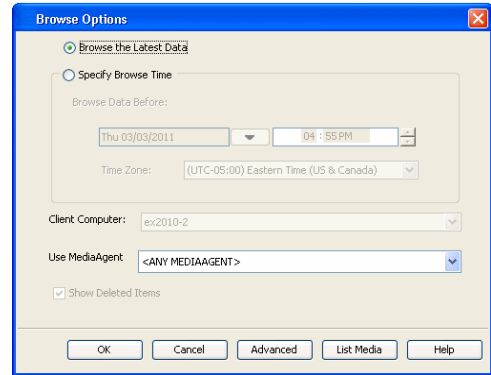 Browse Options
Browse the Latest Data
Specify Browse Time
Browse Data Before:
Thu 03/03/2011 04 : 55 PM
Time Zone: (UTC-05:00) Eastern Time (US & Canada)
Client Computer: ex2010-2
Use MediaAgent <ANY MEDIAAGENT>
Show Deleted Items
OK Cancel Advanced List Media Help